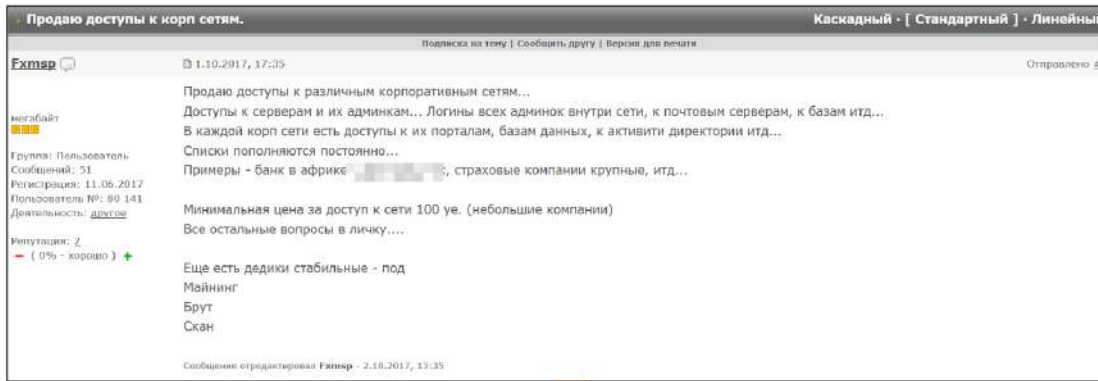 Продаю доступы к корп сетям.
Каскадный · [ Стандартный ] · Линейный
Подписка на тему | Сообщить другу | Версия для печати
Fxmsp
1.10.2017, 17:35
Отправлено #
мегабайт
Группа: Пользователь
Сообщений: 51
Регистрация: 11.06.2017
Пользователь №: 80 141
Деятельность: другое
Репутация: 2
− ( 0% - хорошо ) +
Продаю доступы к различным корпоративным сетям...
Доступы к серверам и их админкам... Логины всех админок внутри сети, к почтовым серверам, к базам итд...
В каждой корп сети есть доступы к их порталам, базам данных, к активити директории итд...
Списки пополняются постоянно...
Примеры - банк в африке , страховые компании крупные, итд...
Минимальная цена за доступ к сети 100 уе. (небольшие компании)
Все остальные вопросы в личку....
Еще есть дедики стабильные - под
Майнинг
Брут
Скан
Сообщение отредактировал Fxmsp - 2.10.2017, 13:35